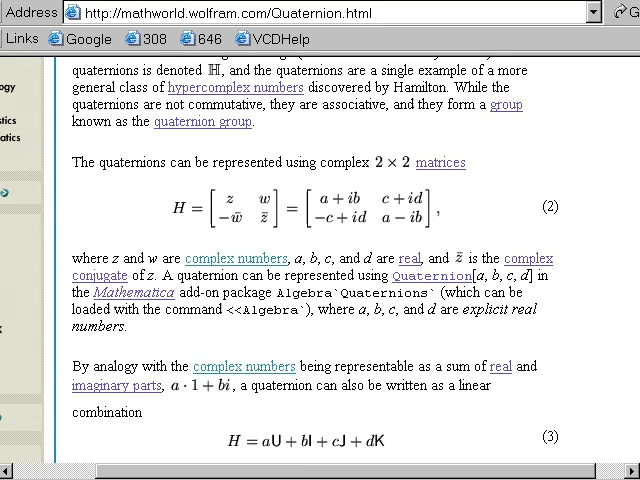 Address http://mathworld.wolfram.com/Quaternion.html G
Links Google 308 646 VCDHelp
quaternions is denoted ℍ, and the quaternions are a single example of a more
ogy general class of hypercomplex numbers discovered by Hamilton. While the
stics quaternions are not commutative, they are associative, and they form a group
atics known as the quaternion group.
The quaternions can be represented using complex 2 × 2 matrices
H = [ z w ] = [ a + ib c + id ]
[ −w̄ z̄ ] [ −c + id a − ib ] , (2)
where z and w are complex numbers, a, b, c, and d are real, and z̄ is the complex
conjugate of z. A quaternion can be represented using Quaternion[a, b, c, d] in
the Mathematica add-on package Algebra`Quaternions` (which can be
loaded with the command <<Algebra`), where a, b, c, and d are explicit real
numbers.
By analogy with the complex numbers being representable as a sum of real and
imaginary parts, a · 1 + bi, a quaternion can also be written as a linear
combination
H = aU + bI + cJ + dK (3)